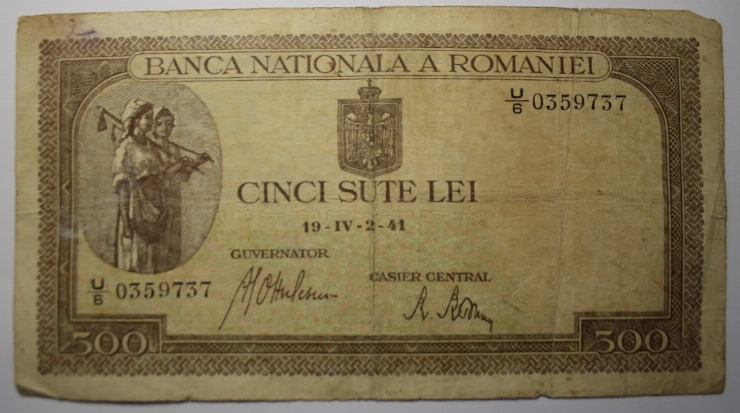 BANCA NATIONALA A ROMANIEI
U/6 0359737
CINCI SUTE LEI
19-IV-2-41
GUVERNATOR
CASIER CENTRAL
U/6 0359737
500
500